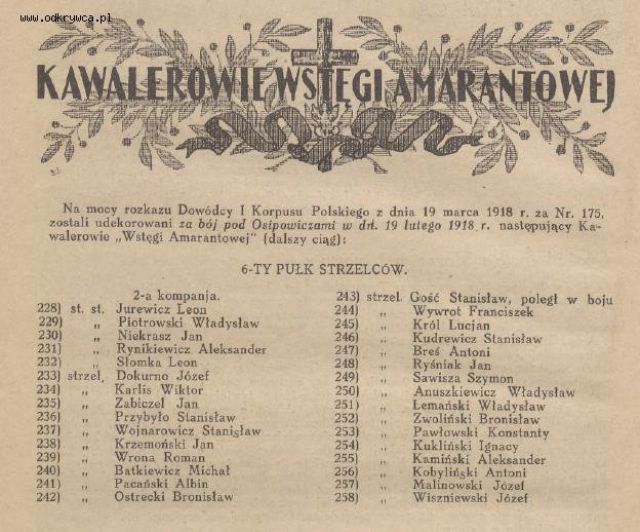 www.odkrywca.pl
KAWALEROWIE WSTĘGI AMARANTOWEJ
Na mocy rozkazu Dowódcy I Korpusu Polskiego z dnia 19 marca 1918 r. za Nr. 175,
zostali udekorowani za bój pod Osipowiczami w dń. 19 lutego 1918 r. następujący Ka-
walerowie „Wstęgi Amarantowej" (dalszy ciąg):
6-TY PUŁK STRZELCÓW.
2-a kompanja.
228) st. st. Jurewicz Leon
229) „ Piotrowski Władysław
230) „ Niekrasz Jan
231) „ Rynikiewicz Aleksander
232) „ Słomka Leon
233) strzel. Dokurno Józef
234) „ Karlis Wiktor
235) „ Zabiczel Jan
236) „ Przybyło Stanisław
237) „ Wojnarowicz Stanisław
238) „ Krzemoński Jan
239) „ Wrona Roman
240) „ Batkiewicz Michał
241) „ Pacański Albin
242) „ Ostrecki Bronisław
243) strzel. Gość Stanisław, poległ w boju
244) „ Wywrot Franciszek
245) „ Król Lucjan
246) „ Kudrewicz Stanisław
247) „ Breś Antoni
248) „ Ryśniak Jan
249) „ Sawisza Szymon
250) „ Anuszkiewicz Władysław
251) „ Lemański Władysław
252) „ Zwoliński Bronisław
253) „ Pawłowski Konstanty
254) „ Kukliński Ignacy
255) „ Kamiński Aleksander
256) „ Kobyliński Antoni
257) „ Malinowski Józef
258) „ Wiszniewski Józef